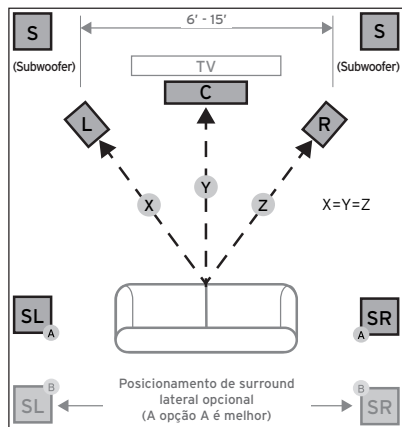 6' - 15'
S
S
(Subwoofer)
(Subwoofer)
TV
C
L
R
Y
X
Z
X=Y=Z
SL
A
SR
A
B
SL
B
SR
Posicionamento de surround
lateral opcional
(A opção A é melhor)